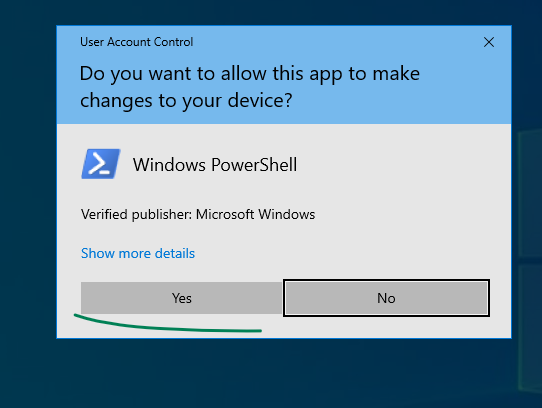 User Account Control
Do you want to allow this app to make
changes to your device?
Windows PowerShell
Verified publisher: Microsoft Windows
Show more details
Yes No